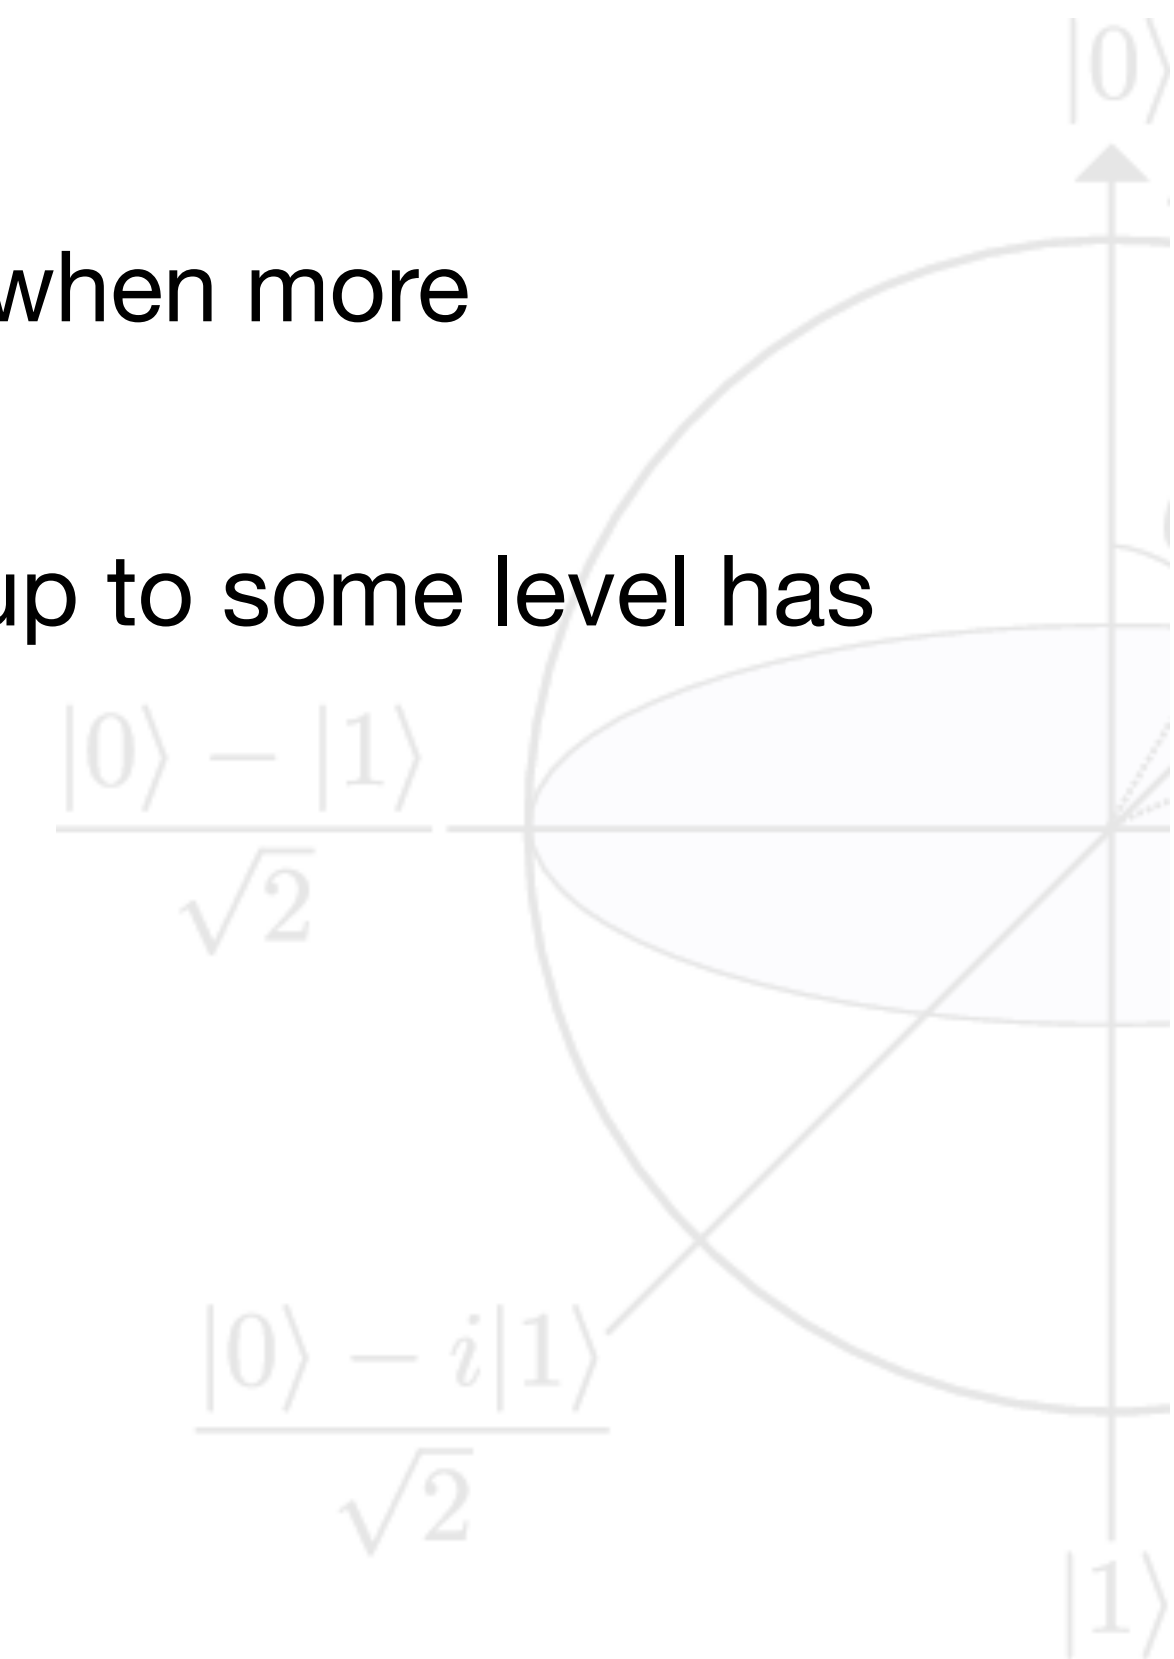 |0⟩
when more
up to some level has
|0⟩ − |1⟩
√2
|0⟩ − i|1⟩
√2
|1⟩